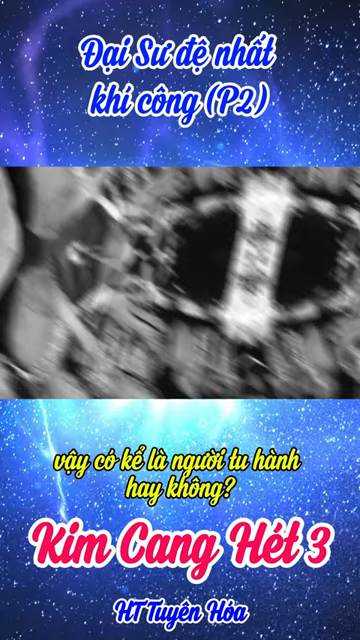 Đại Sư đệ nhất
khí công (P2)
vậy có kể là người tu hành
hay không?
Kim Cang Hét 3
HT Tuyên Hóa